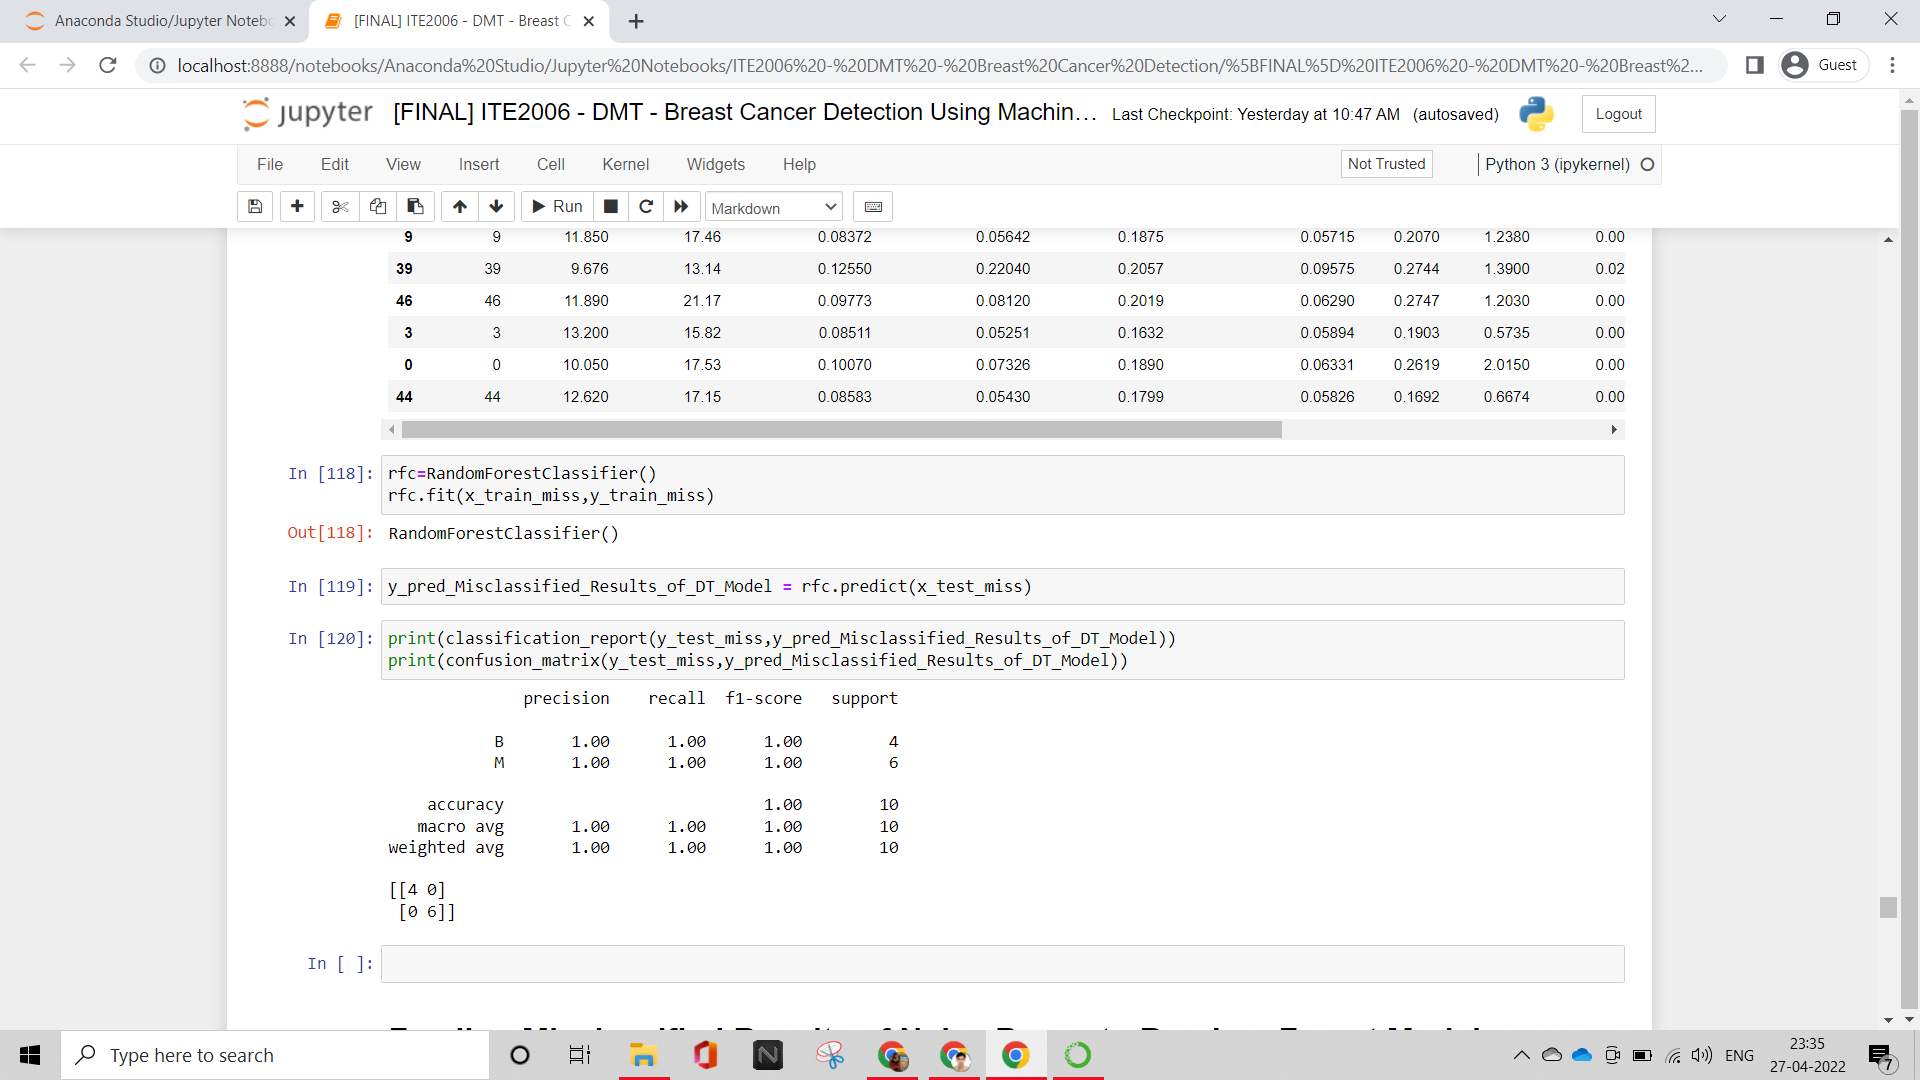 Anaconda Studio/Jupyter Noteb
[FINAL] ITE2006 - DMT - Breast C
localhost:8888/notebooks/Anaconda%20Studio/Jupyter%20Notebooks/ITE2006%20-%20DMT%20-%20Breast%20Cancer%20Detection/%5BFINAL%5D%20ITE2006%20-%20DMT%20-%20Breast%2...
Guest
jupyter [FINAL] ITE2006 - DMT - Breast Cancer Detection Using Machin... Last Checkpoint: Yesterday at 10:47 AM (autosaved)
Logout
File Edit View Insert Cell Kernel Widgets Help
Not Trusted
Python 3 (ipykernel)
Run
Markdown
9 9 11.850 17.46 0.08372 0.05642 0.1875 0.05715 0.2070 1.2380 0.00
39 39 9.676 13.14 0.12550 0.22040 0.2057 0.09575 0.2744 1.3900 0.02
46 46 11.890 21.17 0.09773 0.08120 0.2019 0.06290 0.2747 1.2030 0.00
3 3 13.200 15.82 0.08511 0.05251 0.1632 0.05894 0.1903 0.5735 0.00
0 0 10.050 17.53 0.10070 0.07326 0.1890 0.06331 0.2619 2.0150 0.00
44 44 12.620 17.15 0.08583 0.05430 0.1799 0.05826 0.1692 0.6674 0.00
In [118]: rfc=RandomForestClassifier()
rfc.fit(x_train_miss,y_train_miss)
Out[118]: RandomForestClassifier()
In [119]: y_pred_Misclassified_Results_of_DT_Model = rfc.predict(x_test_miss)
In [120]: print(classification_report(y_test_miss,y_pred_Misclassified_Results_of_DT_Model))
print(confusion_matrix(y_test_miss,y_pred_Misclassified_Results_of_DT_Model))
precision recall f1-score support
B 1.00 1.00 1.00 4
M 1.00 1.00 1.00 6
accuracy 1.00 10
macro avg 1.00 1.00 1.00 10
weighted avg 1.00 1.00 1.00 10
[[4 0]
[0 6]]
In [ ]:
Type here to search
ENG
23:35
27-04-2022
7